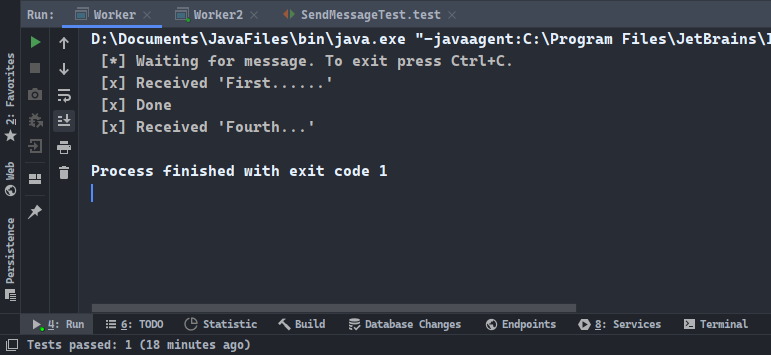 Run: Worker × Worker2 × SendMessageTest.test ×
D:\Documents\JavaFiles\bin\java.exe "-javaagent:C:\Program Files\JetBrains\I
[*] Waiting for message. To exit press Ctrl+C.
[x] Received 'First......'
[x] Done
[x] Received 'Fourth...'
Process finished with exit code 1
2: Favorites
Web
Persistence
4: Run 6: TODO Statistic Build Database Changes Endpoints 8: Services Terminal
Tests passed: 1 (18 minutes ago)